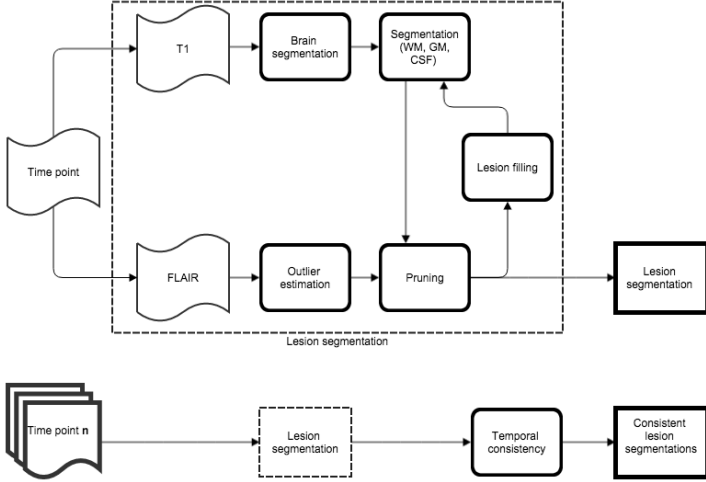 T1
Brain
segmentation
Segmentation
(WM, GM,
CSF)
Time point
Lesion filling
FLAIR
Outlier
estimation
Pruning
Lesion
segmentation
Lesion segmentation
Time point n
Lesion
segmentation
Temporal
consistency
Consistent
lesion
segmentations